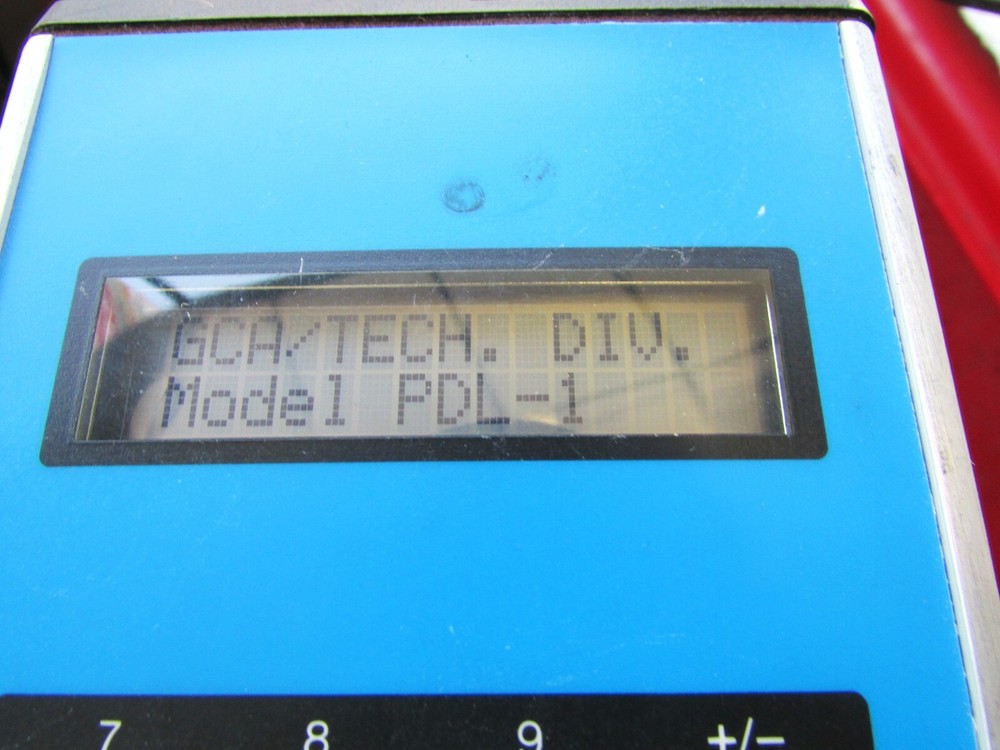 GCA/TECH. DIV.
Model PDL-1
7 8 9 +/-